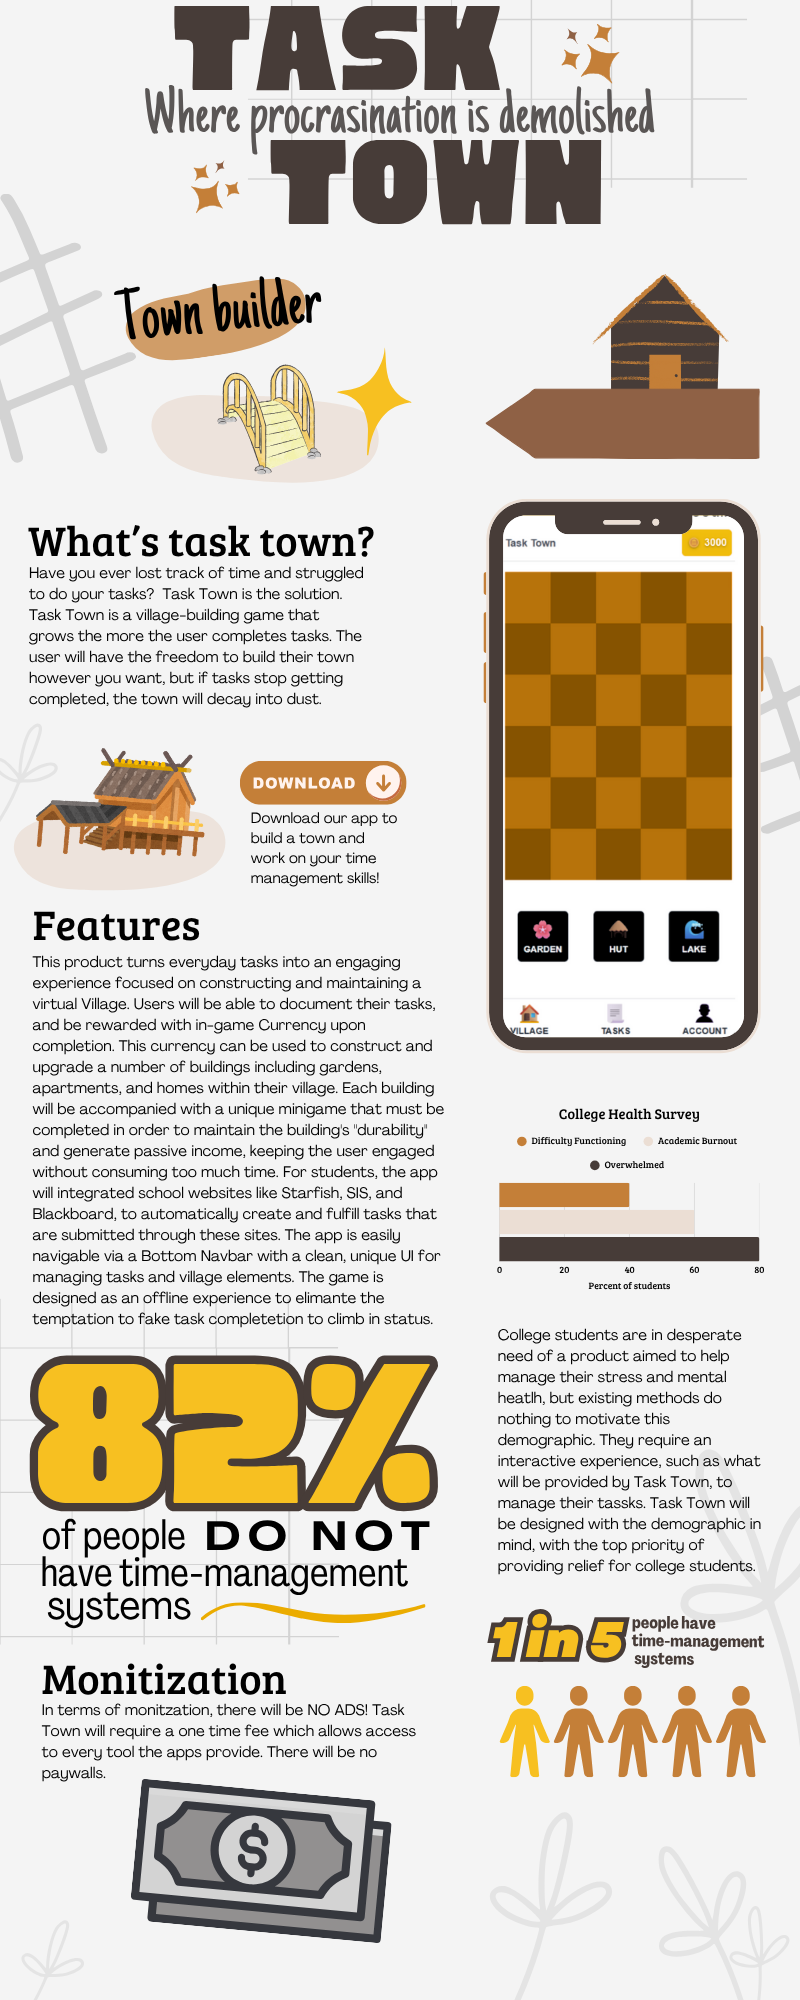 TASK
Where procrasination is demolished
TOWN
Town builder
What's task town?
Have you ever lost track of time and struggled
to do your tasks?  Task Town is the solution.
Task Town is a village-building game that
grows the more the user completes tasks. The
user will have the freedom to build their town
however you want, but if tasks stop getting
completed, the town will decay into dust.
DOWNLOAD
Download our app to
build a town and
work on your time
management skills!
Features
This product turns everyday tasks into an engaging
experience focused on constructing and maintaining a
virtual Village. Users will be able to document their tasks,
and be rewarded with in-game Currency upon
completion. This currency can be used to construct and
upgrade a number of buildings including gardens,
apartments, and homes within their village. Each building
will be accompanied with a unique minigame that must be
completed in order to maintain the building's "durability"
and generate passive income, keeping the user engaged
without consuming too much time. For students, the app
will integrated school websites like Starfish, SIS, and
Blackboard, to automatically create and fulfill tasks that
are submitted through these sites. The app is easily
navigable via a Bottom Navbar with a clean, unique UI for
managing tasks and village elements. The game is
designed as an offline experience to elimante the
temptation to fake task completetion to climb in status.
82%
of people DO NOT
have time-management
systems
Monitization
In terms of monitzation, there will be NO ADS! Task
Town will require a one time fee which allows access
to every tool the apps provide. There will be no
paywalls.
Task Town
3000
GARDEN
HUT
LAKE
VILLAGE
TASKS
ACCOUNT
College Health Survey
Difficulty Functioning
Academic Burnout
Overwhelmed
0 20 40 60 80
Percent of students
College students are in desperate
need of a product aimed to help
manage their stress and mental
heatlh, but existing methods do
nothing to motivate this
demographic. They require an
interactive experience, such as what
will be provided by Task Town, to
manage their tassks. Task Town will
be designed with the demographic in
mind, with the top priority of
providing relief for college students.
1 in 5
people have
time-management
systems
$